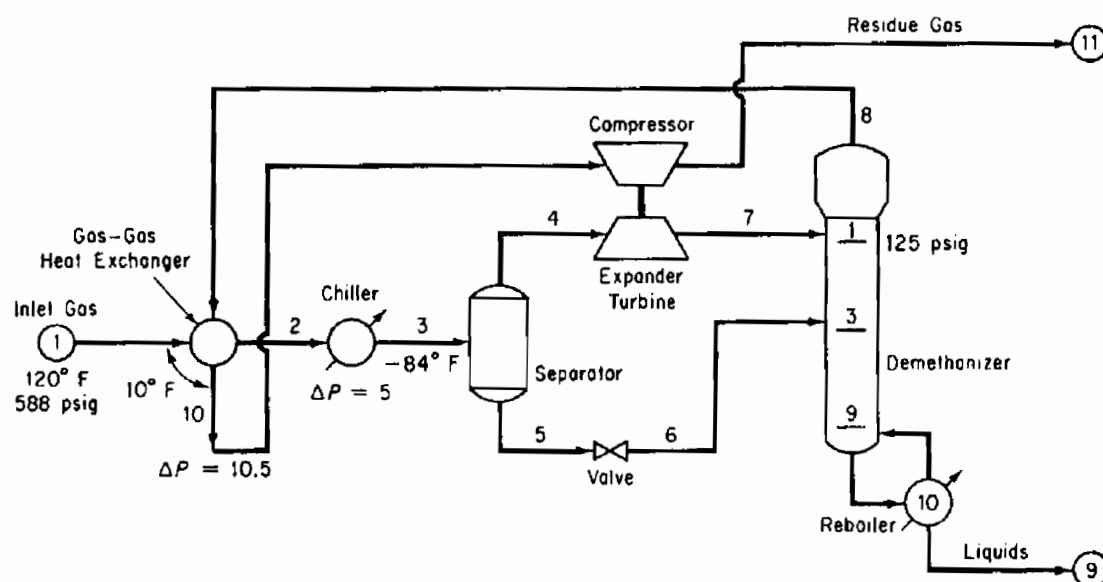 Residue Gas
11
8
Compressor
4
7
1
125 psig
Gas-Gas
Heat Exchanger
Expander
Turbine
Chiller
Inlet Gas
1
2
3
3
-84° F
120° F
588 psig
10° F
10
ΔP = 5
Separator
Demethanizer
9
5
6
ΔP = 10.5
Valve
10
Reboiler
Liquids
9